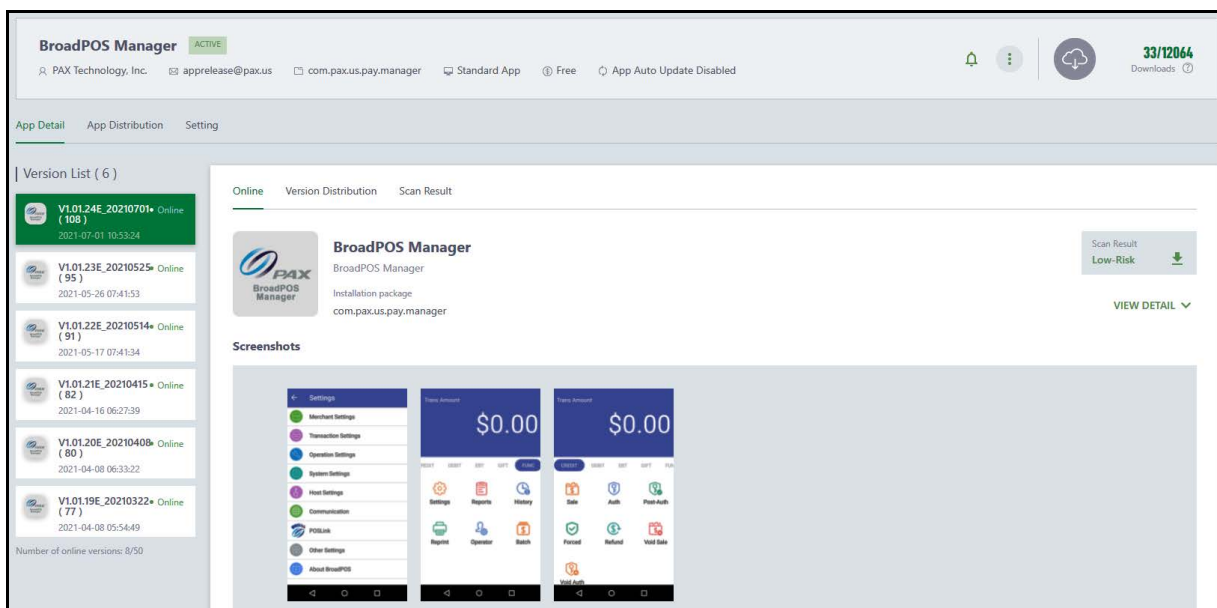 BroadPOS Manager ACTIVE
PAX Technology, Inc. apprelease@pax.us com.pax.us.pay.manager Standard App Free App Auto Update Disabled
33/12064
Downloads
App Detail App Distribution Setting
Version List ( 6 )
V1.01.24E_20210701 Online
( 108 )
2021-07-01 10:53:24
V1.01.23E_20210525 Online
( 95 )
2021-05-26 07:41:53
V1.01.22E_20210514 Online
( 91 )
2021-05-17 07:41:34
V1.01.21E_20210415 Online
( 82 )
2021-04-16 06:27:39
V1.01.20E_20210408 Online
( 80 )
2021-04-08 06:33:22
V1.01.19E_20210322 Online
( 77 )
2021-04-08 05:54:49
Number of online versions: 8/50
Online Version Distribution Scan Result
PAX
BroadPOS
Manager
BroadPOS Manager
BroadPOS Manager
Installation package
com.pax.us.pay.manager
Scan Result
Low-Risk
VIEW DETAIL
Screenshots
Settings
Merchant Settings
Transaction Settings
Operation Settings
System Settings
Host Settings
Communication
POSLink
Other Settings
About BroadPOS
Trans Amount
$0.00
DEBIT EBT GIFT FUNC
Settings Reports History
Reprint Operator Batch
Trans Amount
$0.00
CREDIT DEBIT EBT GIFT
Sale Auth Post-Auth
Forced Refund Void Sale
Void Auth